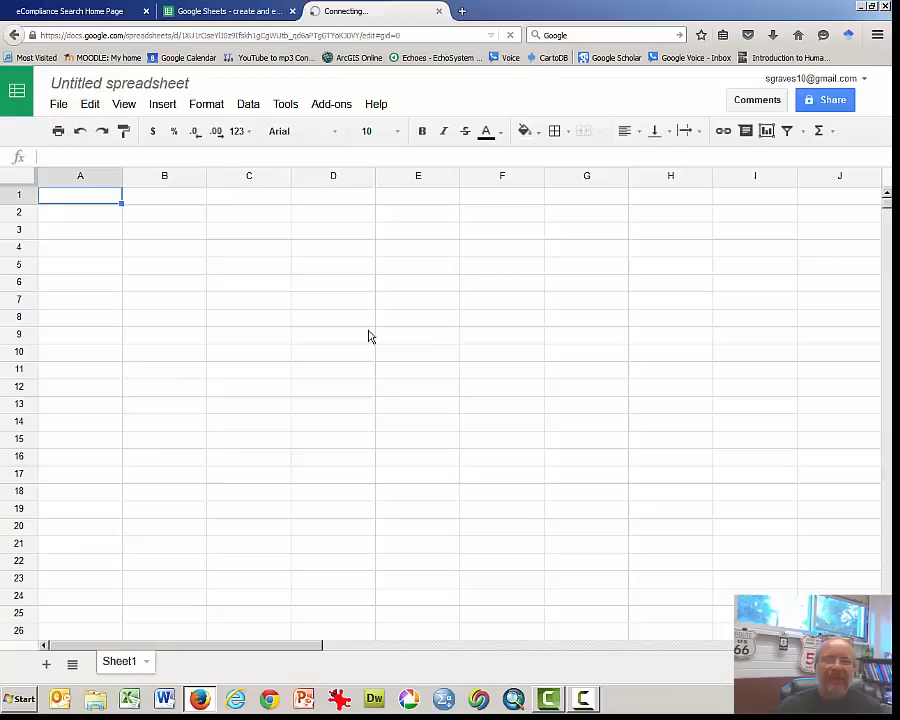 eCompliance Search Home Page
Google Sheets - create and e...
Connecting...
Google
Most Visited
MOODLE: My home
Google Calendar
YouTube to mp3 Con...
ArcGIS Online
Echoes - EchoSystem ...
Voice
CartoDB
Google Scholar
Google Voice - Inbox
Introduction to Huma...
Untitled spreadsheet
sgraves10@gmail.com
File Edit View Insert Format Data Tools Add-ons Help
Comments
Share
$ % .0 .00 123 Arial 10 B I S A Σ
fx
A B C D E F G H I J
1
2
3
4
5
6
7
8
9
10
11
12
13
14
15
16
17
18
19
20
21
22
23
24
25
26
Sheet1
US
66
5
Start
Dw